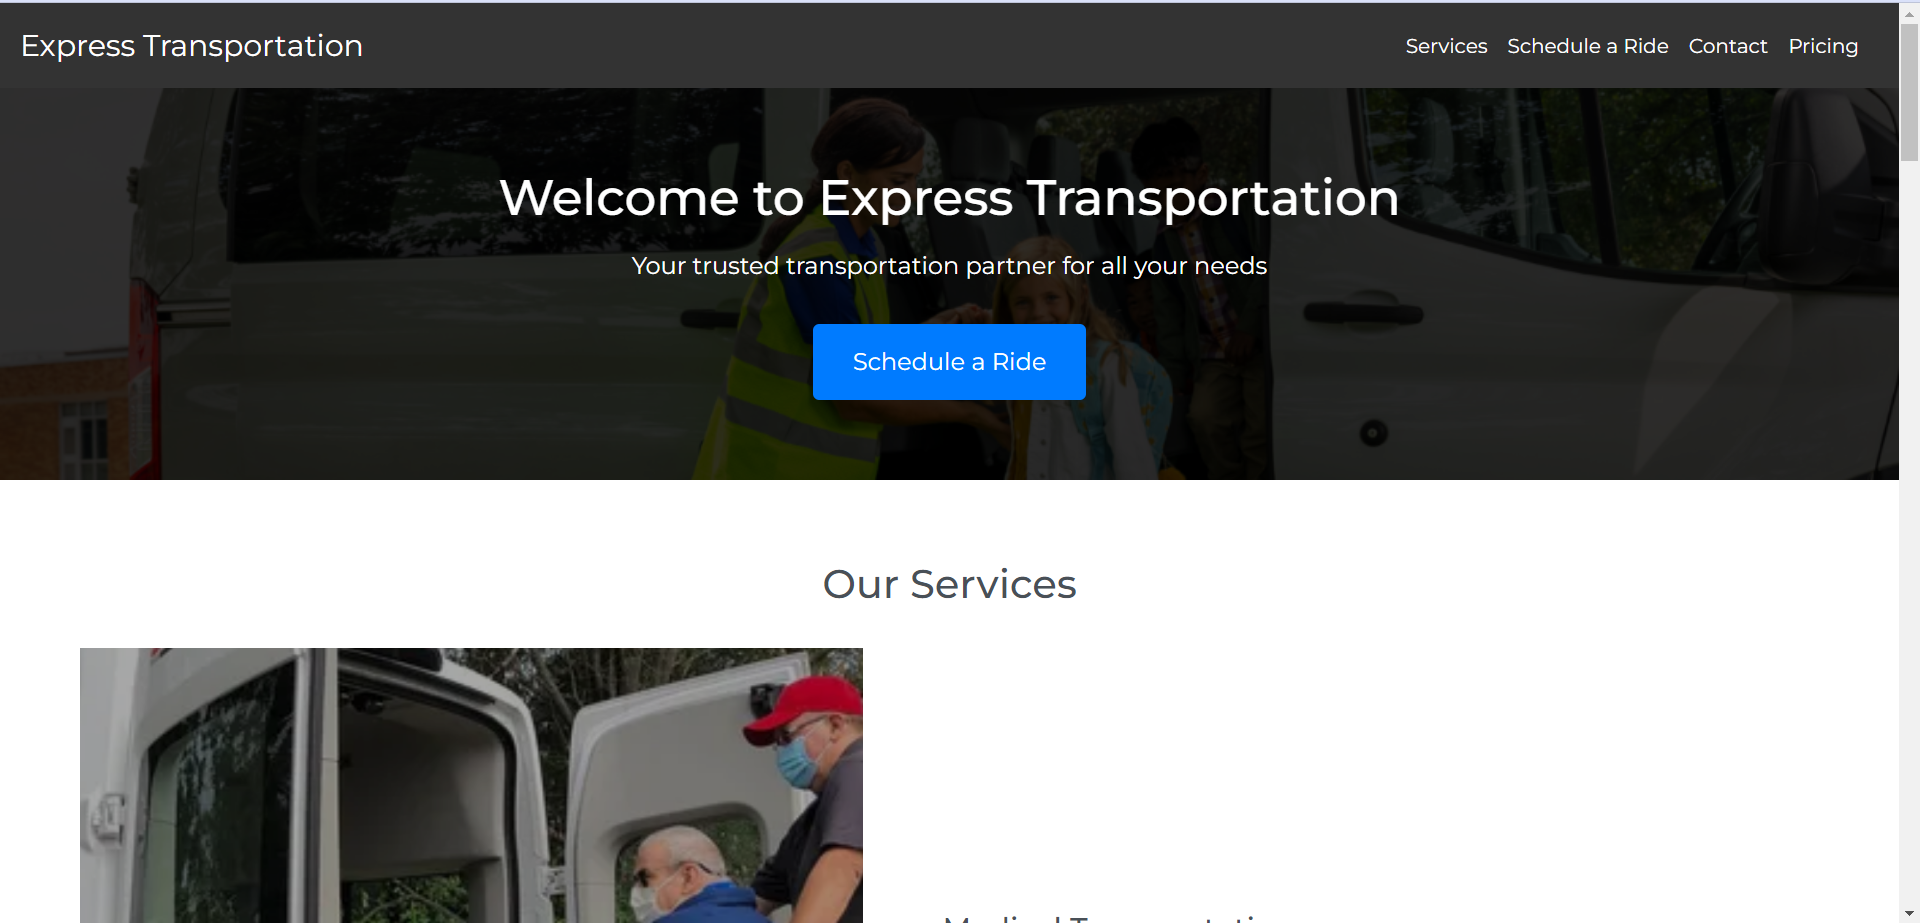 Express Transportation
Services Schedule a Ride Contact Pricing
Welcome to Express Transportation
Your trusted transportation partner for all your needs
Schedule a Ride
Our Services